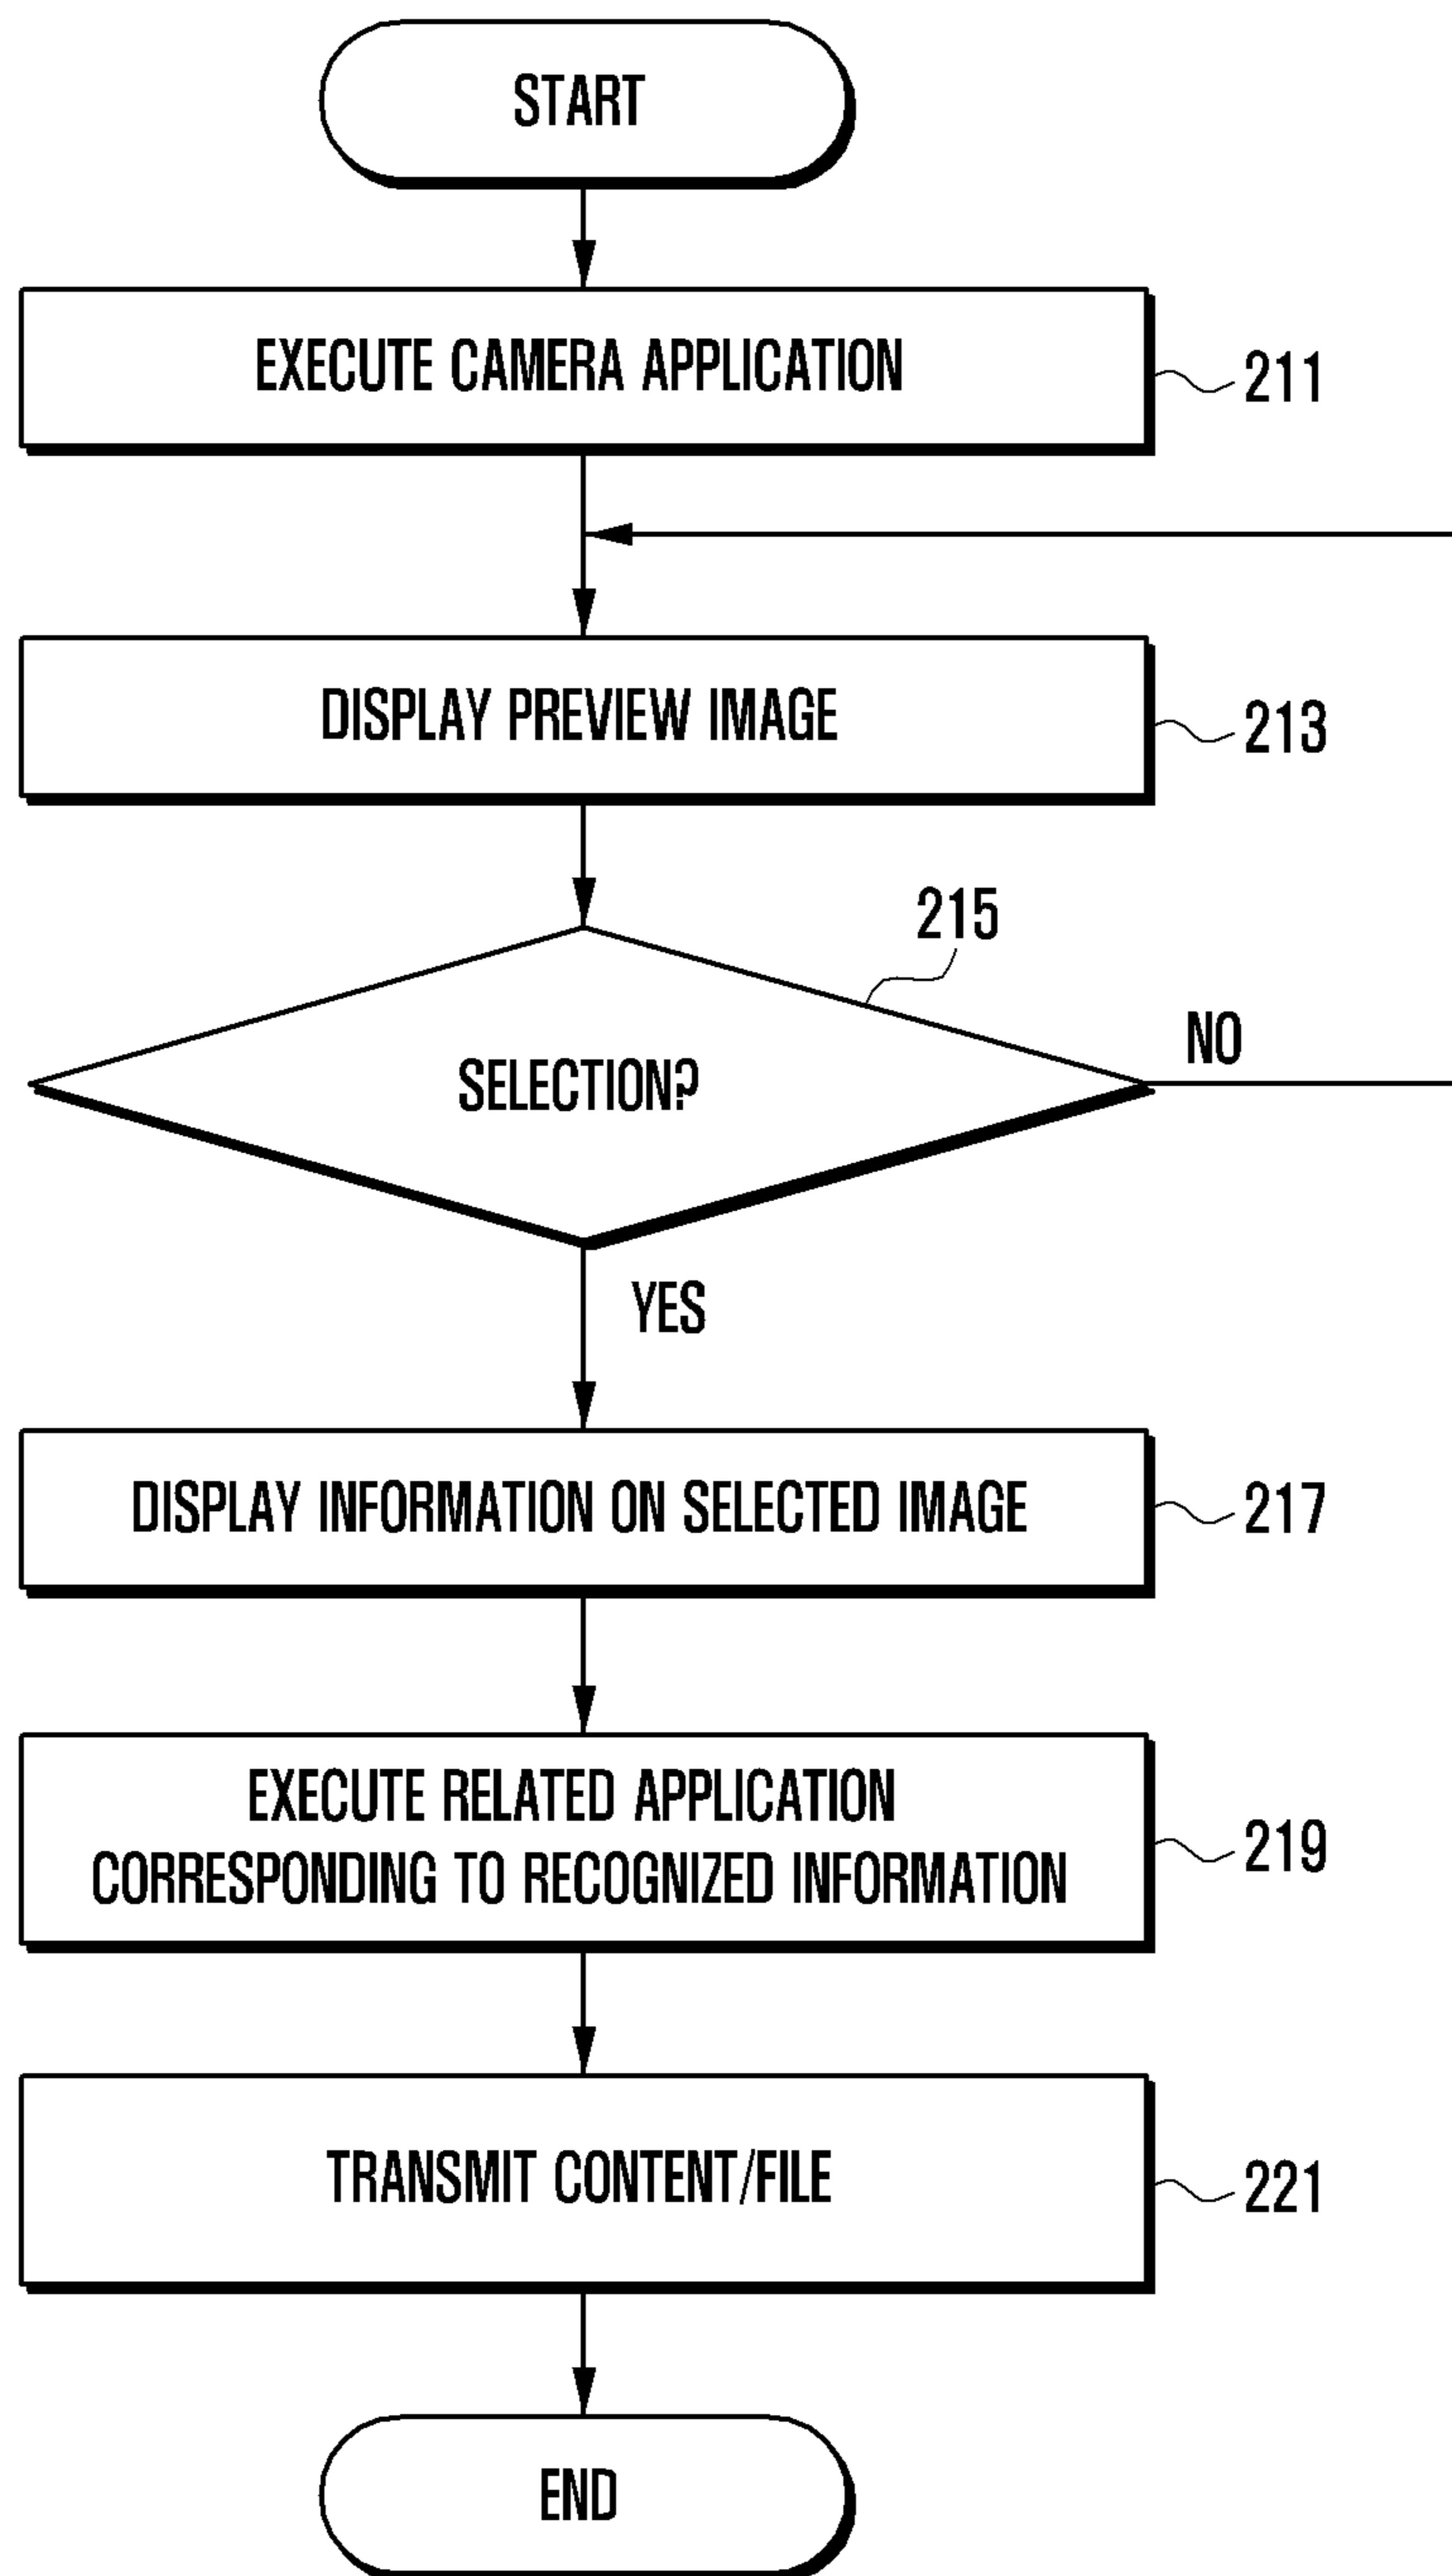 START
EXECUTE CAMERA APPLICATION
211
DISPLAY PREVIEW IMAGE
213
215
SELECTION?
NO
YES
DISPLAY INFORMATION ON SELECTED IMAGE
217
EXECUTE RELATED APPLICATION
CORRESPONDING TO RECOGNIZED INFORMATION
219
TRANSMIT CONTENT/FILE
221
END